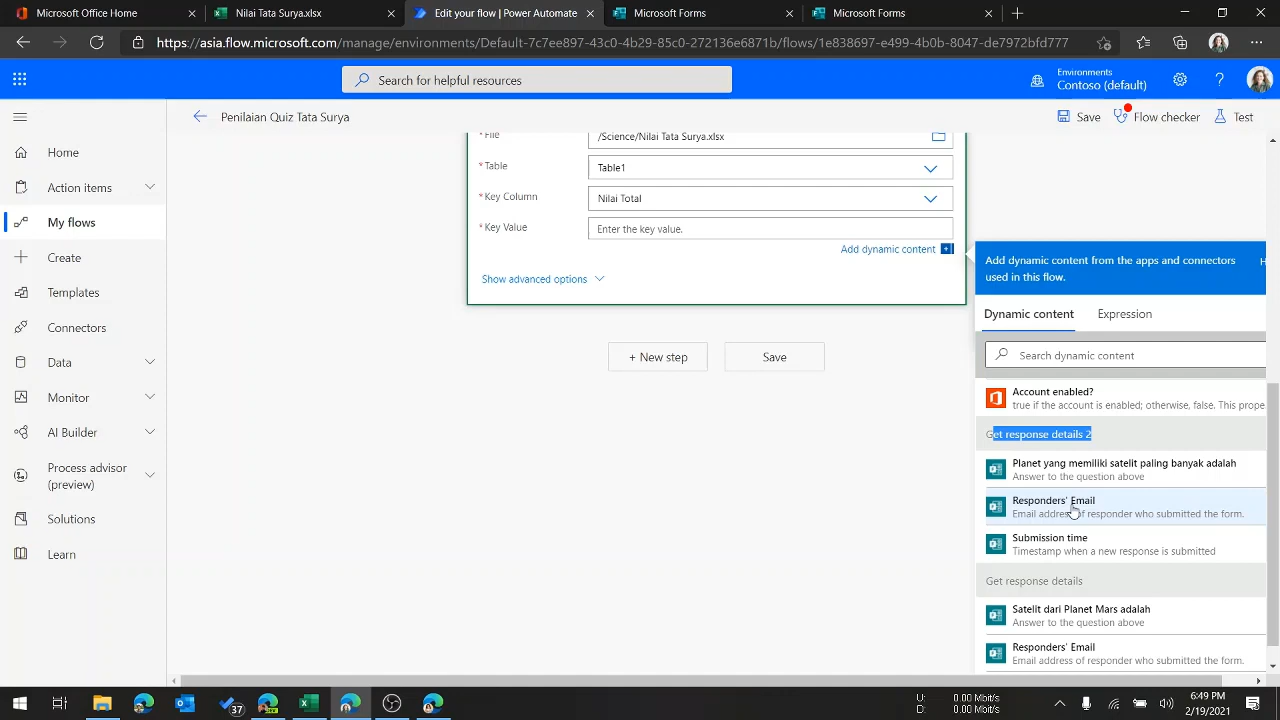 Microsoft Office Home
Nilai Tata Surya.xlsx
Edit your flow | Power Automate
Microsoft Forms
Microsoft Forms
https://asia.flow.microsoft.com/manage/environments/Default-7c7ee897-43c0-4b29-85c0-272136e6871b/flows/1e838697-e499-4b0b-8047-de7972bfd777
Search for helpful resources
Environments
Contoso (default)
Penilaian Quiz Tata Surya
Save
Flow checker
Test
Home
Action items
My flows
Create
Templates
Connectors
Data
Monitor
AI Builder
Process advisor
(preview)
Solutions
Learn
*File
/Science/Nilai Tata Surya.xlsx
*Table
Table1
*Key Column
Nilai Total
*Key Value
Enter the key value.
Add dynamic content
Show advanced options
+ New step
Save
Add dynamic content from the apps and connectors
used in this flow.
Dynamic content
Expression
Search dynamic content
Account enabled?
true if the account is enabled; otherwise, false. This prope
Get response details 2
Planet yang memiliki satelit paling banyak adalah
Answer to the question above
Responders' Email
Email address of responder who submitted the form.
Submission time
Timestamp when a new response is submitted
Get response details
Satelit dari Planet Mars adalah
Answer to the question above
Responders' Email
Email address of responder who submitted the form.
37
U: 0.00 Mbit/s
D: 0.00 Mbit/s
6:49 PM
2/19/2021